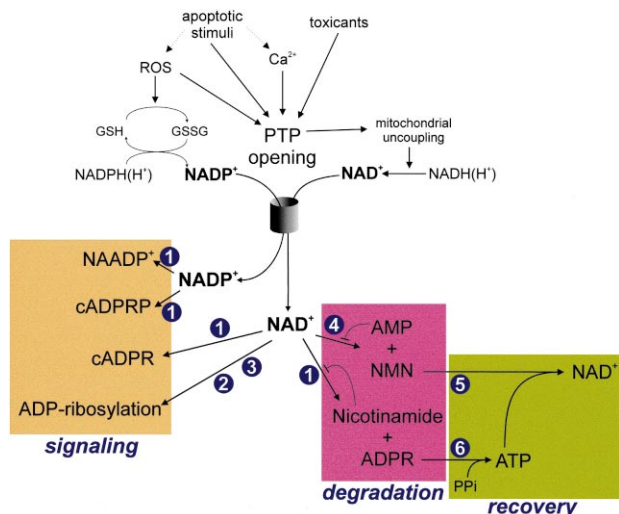 apoptotic
stimuli
toxicants
ROS
Ca²⁺
GSH
GSSG
PTP
opening
mitochondrial
uncoupling
NADPH(H⁺)
NADP⁺
NAD⁺
NADH(H⁺)
NAADP⁺
1
NADP⁺
cADPRP
1
1
NAD⁺
4
AMP
+
NMN
cADPR
3
2
1
5
NAD⁺
ADP-ribosylation
Nicotinamide
+
ADPR
6
ATP
PPi
signaling
degradation
recovery